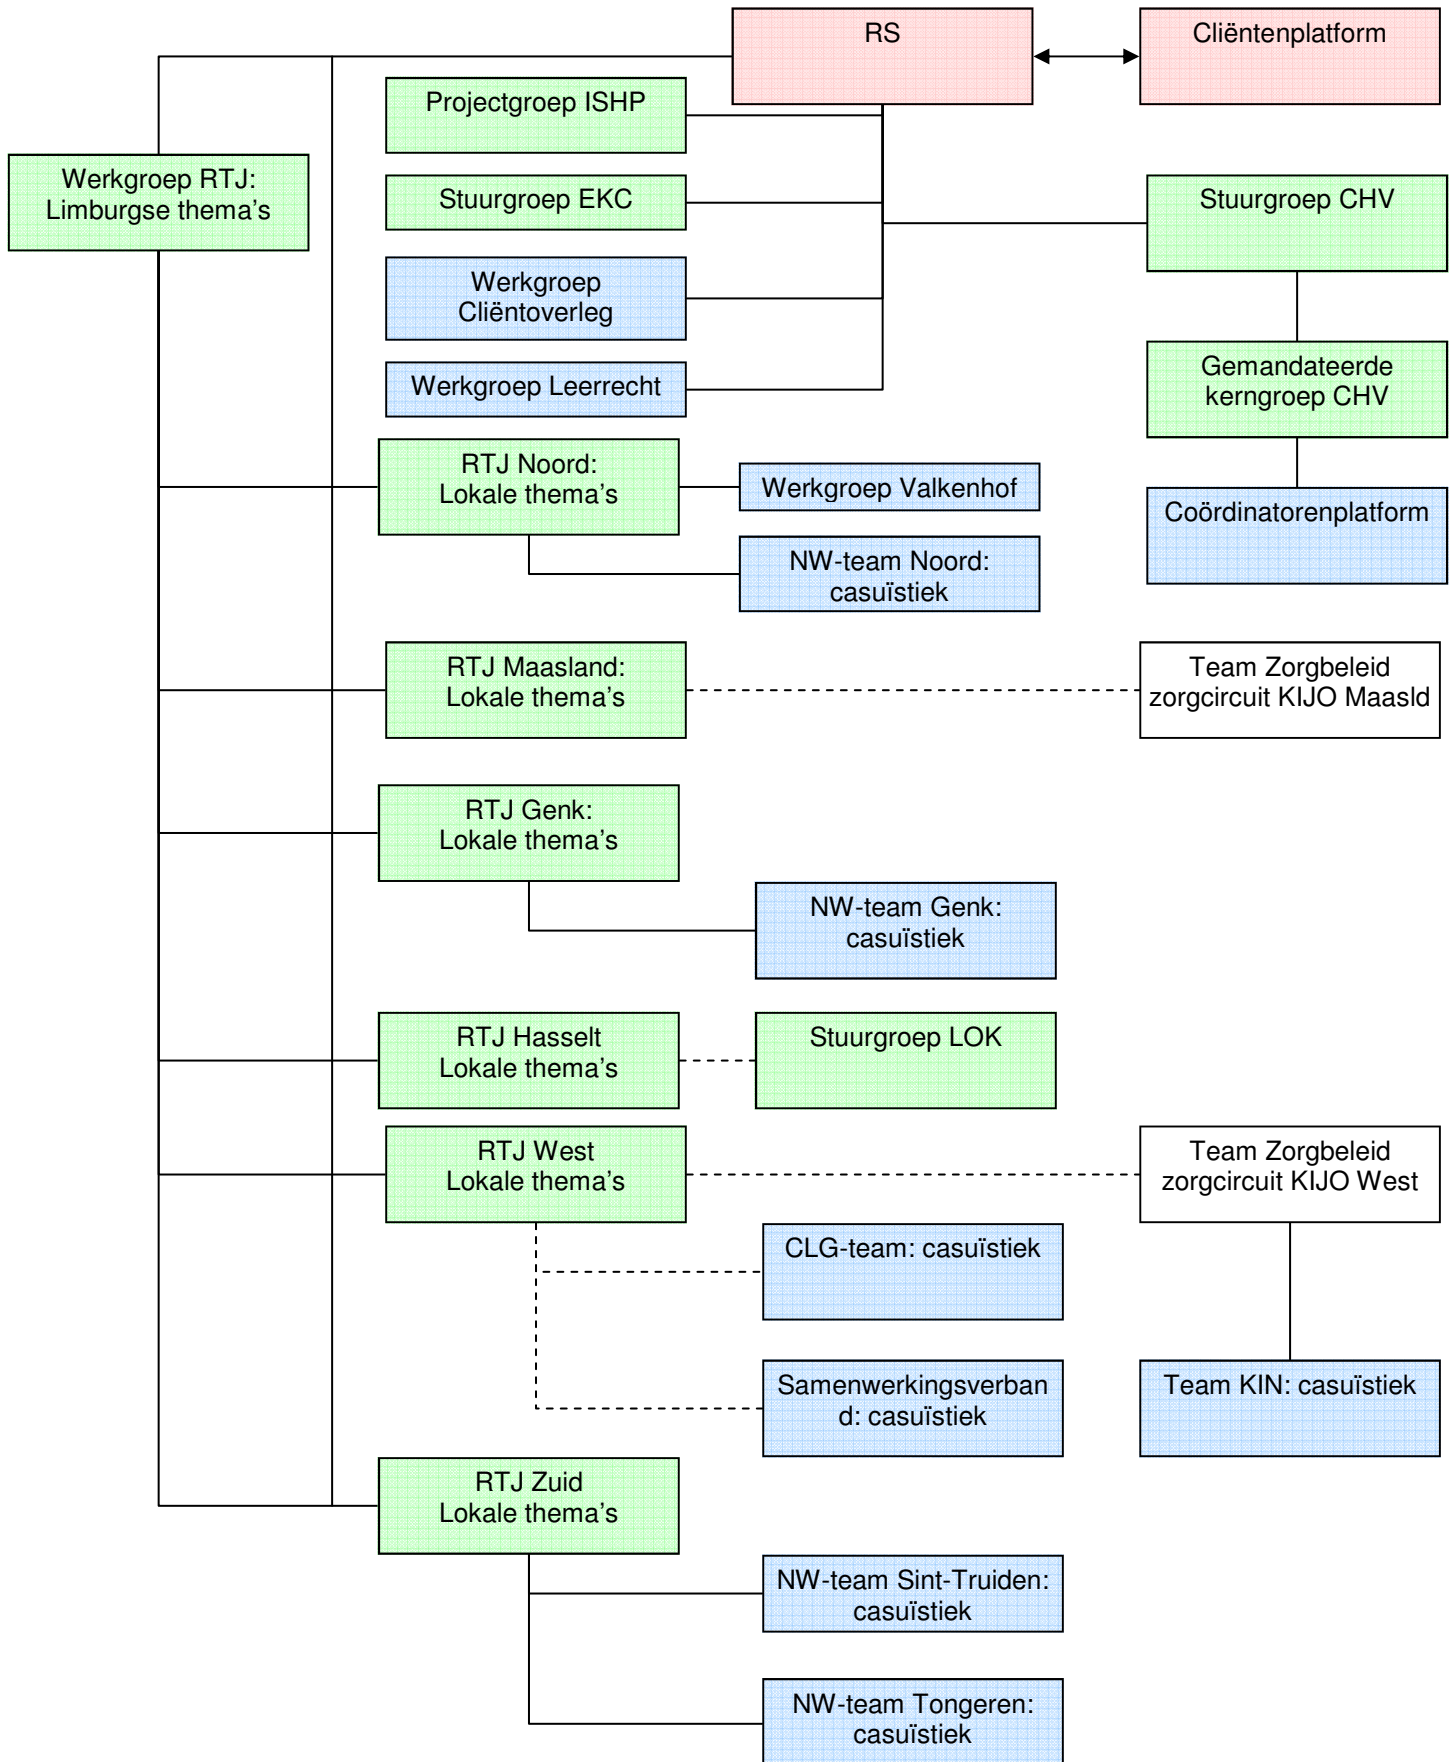 RS
Cliëntenplatform
Projectgroep ISHP
Werkgroep RTJ:
Limburgse thema's
Stuurgroep EKC
Stuurgroep CHV
Werkgroep
Cliëntoverleg
Werkgroep Leerrecht
Gemandateerde
kerngroep CHV
RTJ Noord:
Lokale thema's
Werkgroep Valkenhof
Coördinatorenplatform
NW-team Noord:
casuïstiek
RTJ Maasland:
Lokale thema's
Team Zorgbeleid
zorgcircuit KIJO Maasld
RTJ Genk:
Lokale thema's
NW-team Genk:
casuïstiek
RTJ Hasselt
Lokale thema's
Stuurgroep LOK
RTJ West
Lokale thema's
Team Zorgbeleid
zorgcircuit KIJO West
CLG-team: casuïstiek
Samenwerkingsverban
d: casuïstiek
Team KIN: casuïstiek
RTJ Zuid
Lokale thema's
NW-team Sint-Truiden:
casuïstiek
NW-team Tongeren:
casuïstiek